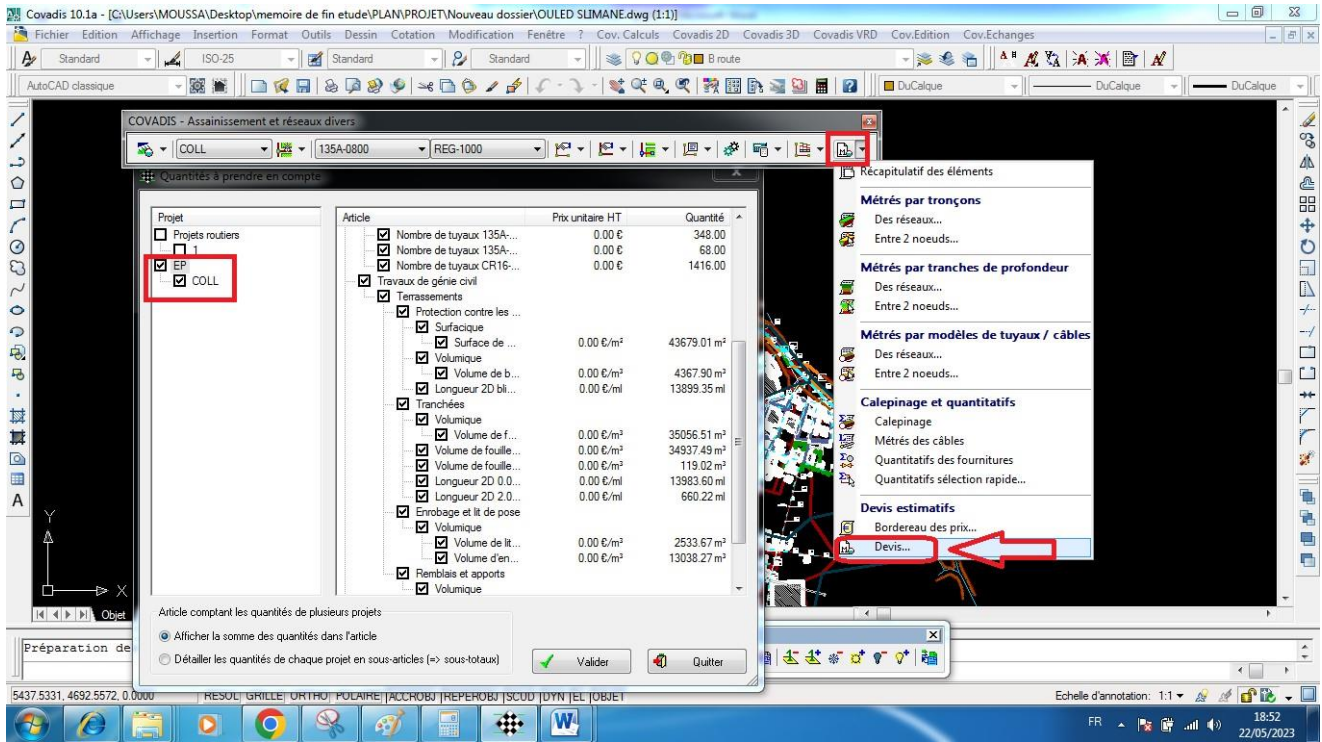 Covadis 10.1a - [C:\Users\MOUSSA\Desktop\memoire de fin etude\PLAN\PROJET\Nouveau dossier\OULED SLIMANE.dwg (1:1)]
Fichier Edition Affichage Insertion Format Outils Dessin Cotation Modification Fenêtre ? Cov. Calculs Covadis 2D Covadis 3D Covadis VRD Cov.Edition Cov.Echanges
Standard ISO-25 Standard Standard B route
AutoCAD classique DuCalque DuCalque DuCalque
COVADIS - Assainissement et réseaux divers
COLL 135A-0800 REG-1000
Quantités à prendre en compte
Projet
Projets routiers
1
EP
COLL
Article Prix unitaire HT Quantité
Nombre de tuyaux 135A-... 0.00 € 348.00
Nombre de tuyaux 135A-... 0.00 € 68.00
Nombre de tuyaux CR16-... 0.00 € 1416.00
Travaux de génie civil
Terrassements
Protection contre les ...
Surfacique
Surface de ... 0.00 €/m² 43679.01 m²
Volumique
Volume de b... 0.00 €/m³ 4367.90 m³
Longueur 2D bli... 0.00 €/ml 13899.35 ml
Tranchées
Volumique
Volume de f... 0.00 €/m³ 35056.51 m³
Volume de fouille... 0.00 €/m³ 34937.49 m³
Volume de fouille... 0.00 €/m³ 119.02 m³
Longueur 2D 0.0... 0.00 €/ml 13983.60 ml
Longueur 2D 2.0... 0.00 €/ml 660.22 ml
Enrobage et lit de pose
Volumique
Volume de lit... 0.00 €/m³ 2533.67 m³
Volume d'en... 0.00 €/m³ 13038.27 m³
Remblais et apports
Volumique
Article comptant les quantités de plusieurs projets
Afficher la somme des quantités dans l'article
Détailler les quantités de chaque projet en sous-articles (=> sous-totaux)
Valider Quitter
Récapitulatif des éléments
Métrés par tronçons
Des réseaux...
Entre 2 noeuds...
Métrés par tranches de profondeur
Des réseaux...
Entre 2 noeuds...
Métrés par modèles de tuyaux / câbles
Des réseaux...
Entre 2 noeuds...
Calepinage et quantitatifs
Calepinage
Métrés des câbles
Quantitatifs des fournitures
Quantitatifs sélection rapide...
Devis estimatifs
Bordereau des prix...
Devis...
Y
X
Objet
Préparation de
5437.5331, 4692.5572, 0.0000 RESOL GRILLE ORTHO POLAIRE ACCROBJ REPEROBJ SCUD DYN EL OBJET Echelle d'annotation: 1:1
FR 18:52
22/05/2023